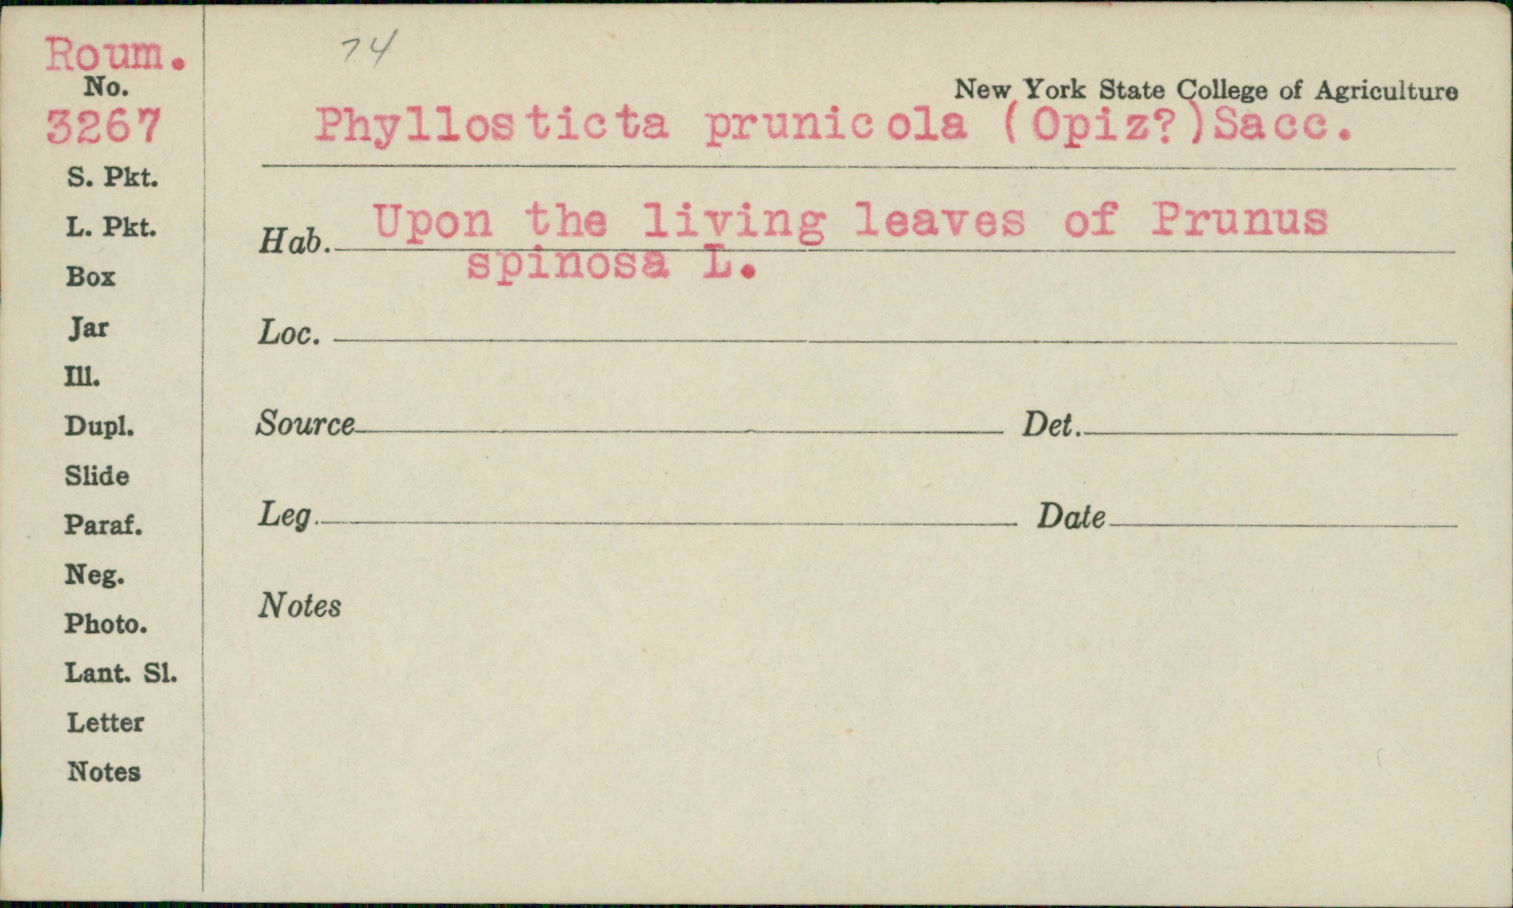 Roum.
No.
3267
S. Pkt.
L. Pkt.
Box
Jar
Ill.
Dupl.
Slide
Paraf.
Neg.
Photo.
Lant. Sl.
Letter
Notes
74
New York State College of Agriculture
Phyllosticta prunicola (Opiz?)Sacc.
Hab. Upon the living leaves of Prunus
spinosa L.
Loc.
Source Det.
Leg. Date
Notes